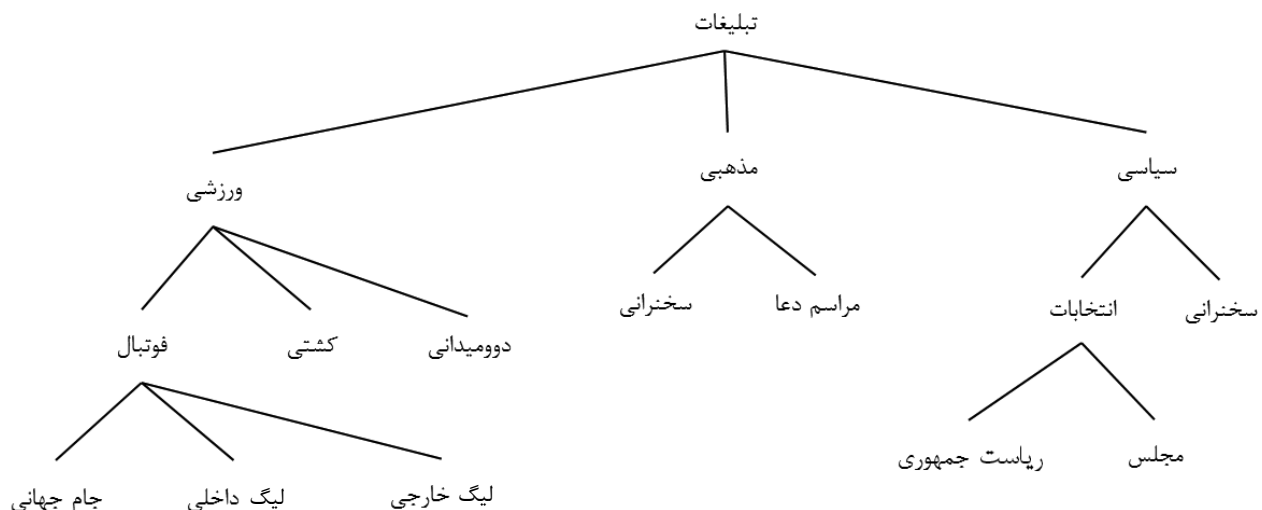 تبلیغات
سیاسی
مذهبی
ورزشی
سخنرانی
انتخابات
مراسم دعا
سخنرانی
دوومیدانی
کشتی
فوتبال
مجلس
ریاست جمهوری
لیگ خارجی
لیگ داخلی
جام جهانی